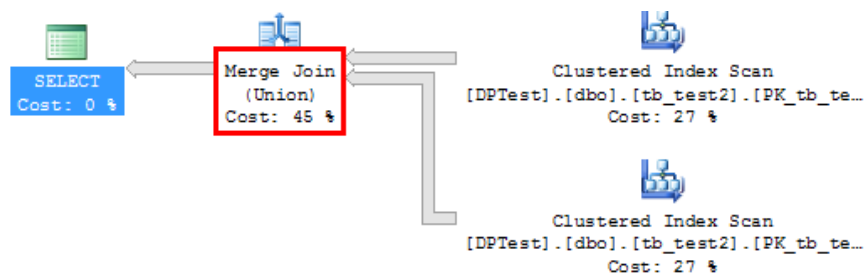 SELECT
Cost: 0 %
Merge Join
(Union)
Cost: 45 %
Clustered Index Scan
[DPTest].[dbo].[tb_test2].[PK_tb_te…
Cost: 27 %
Clustered Index Scan
[DPTest].[dbo].[tb_test2].[PK_tb_te…
Cost: 27 %